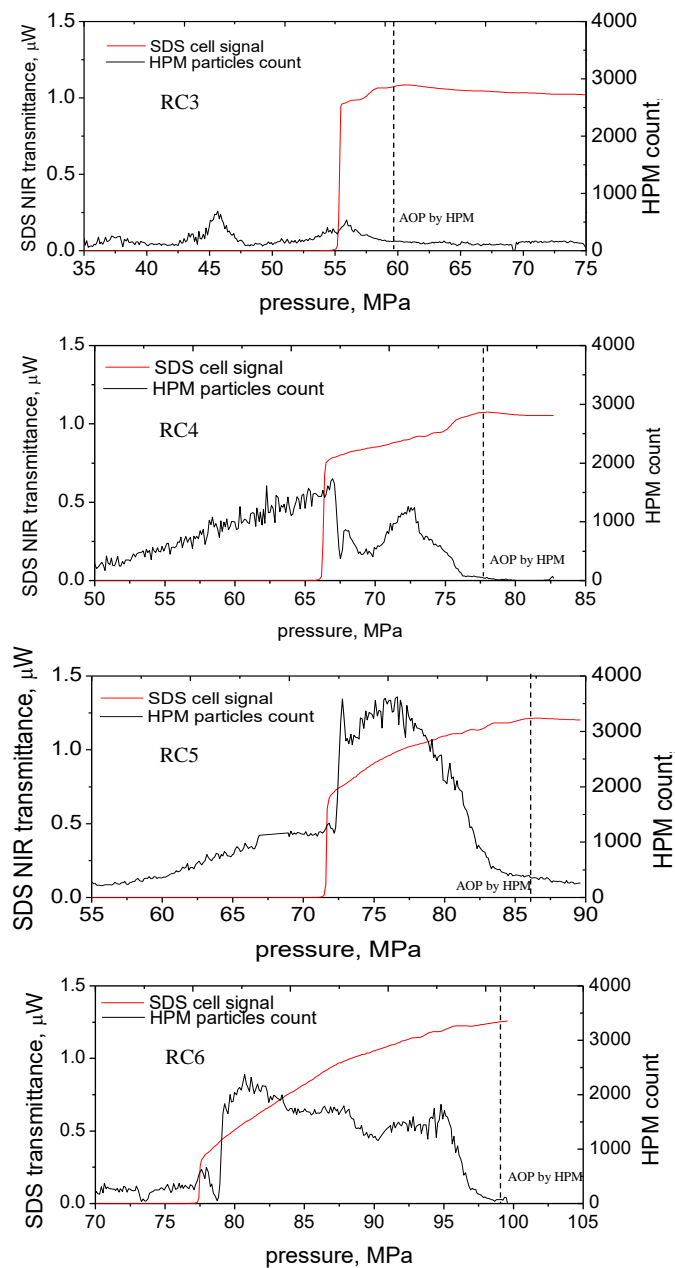 1.5
4000
SDS cell signal
HPM particles count
RC3
SDS NIR transmittance, μW
HPM count,
1.0
3000
2000
0.5
1000
AOP by HPM
0.0
0
35 40 45 50 55 60 65 70 75
pressure, MPa
1.5
4000
SDS cell signal
HPM particles count
RC4
SDS NIR transmittance, μW
HPM count
1.0
3000
2000
0.5
1000
AOP by HPM
0.0
0
50 55 60 65 70 75 80 85
pressure, MPa
1.5
4000
SDS cell signal
HPM particles count
RC5
SDS NIR transmittance, μW
HPM count,
1.2
3000
0.9
2000
0.6
1000
0.3
AOP by HPM
0.0
0
55 60 65 70 75 80 85 90
pressure, MPa
1.5
4000
SDS cell signal
HPM particles count
RC6
SDS transmittance, μW
HPM count,
1.0
3000
2000
0.5
1000
AOP by HPM
0.0
0
70 75 80 85 90 95 100 105
pressure, MPa